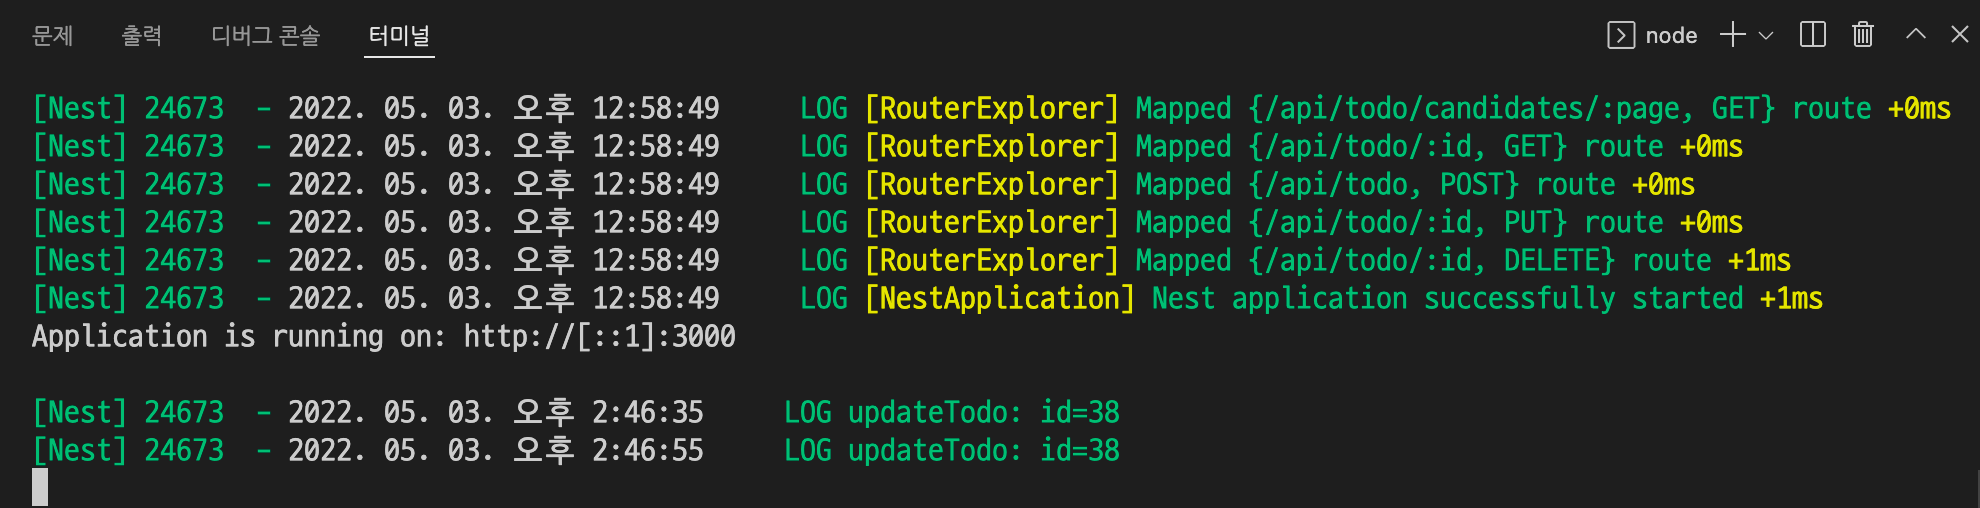 문제 출력 디버그 콘솔 터미널 node
[Nest] 24673  - 2022. 05. 03. 오후 12:58:49     LOG [RouterExplorer] Mapped {/api/todo/candidates/:page, GET} route +0ms
[Nest] 24673  - 2022. 05. 03. 오후 12:58:49     LOG [RouterExplorer] Mapped {/api/todo/:id, GET} route +0ms
[Nest] 24673  - 2022. 05. 03. 오후 12:58:49     LOG [RouterExplorer] Mapped {/api/todo, POST} route +0ms
[Nest] 24673  - 2022. 05. 03. 오후 12:58:49     LOG [RouterExplorer] Mapped {/api/todo/:id, PUT} route +0ms
[Nest] 24673  - 2022. 05. 03. 오후 12:58:49     LOG [RouterExplorer] Mapped {/api/todo/:id, DELETE} route +1ms
[Nest] 24673  - 2022. 05. 03. 오후 12:58:49     LOG [NestApplication] Nest application successfully started +1ms
Application is running on: http://[::1]:3000
[Nest] 24673  - 2022. 05. 03. 오후 2:46:35     LOG updateTodo: id=38
[Nest] 24673  - 2022. 05. 03. 오후 2:46:55     LOG updateTodo: id=38